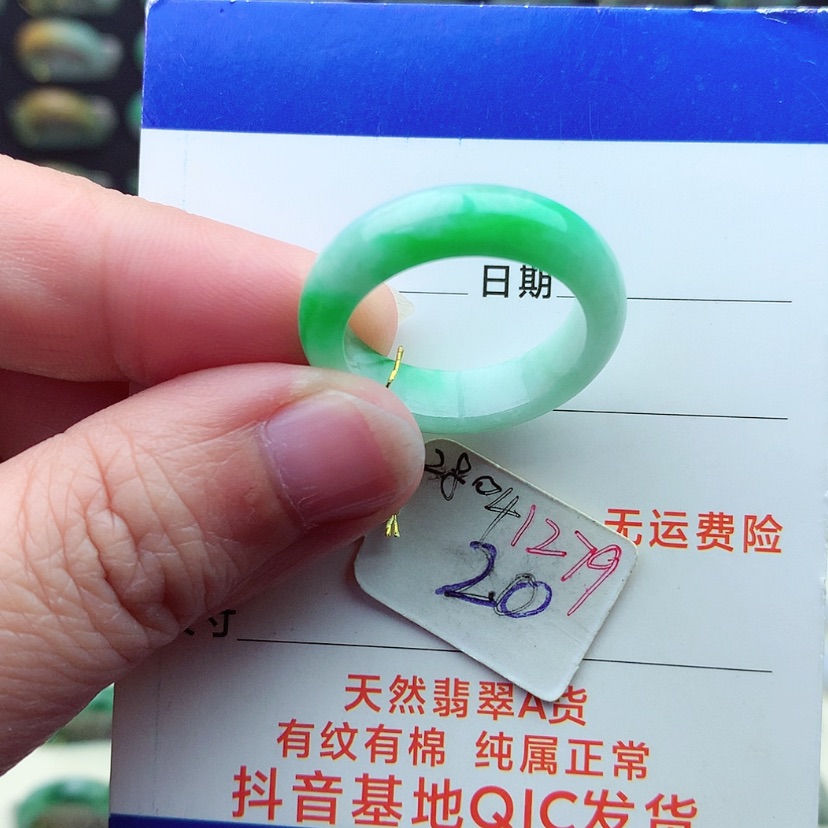 日期
2804
1279
20
无运费险
寸
天然翡翠A货
有纹有棉 纯属正常
抖音基地QIC发货